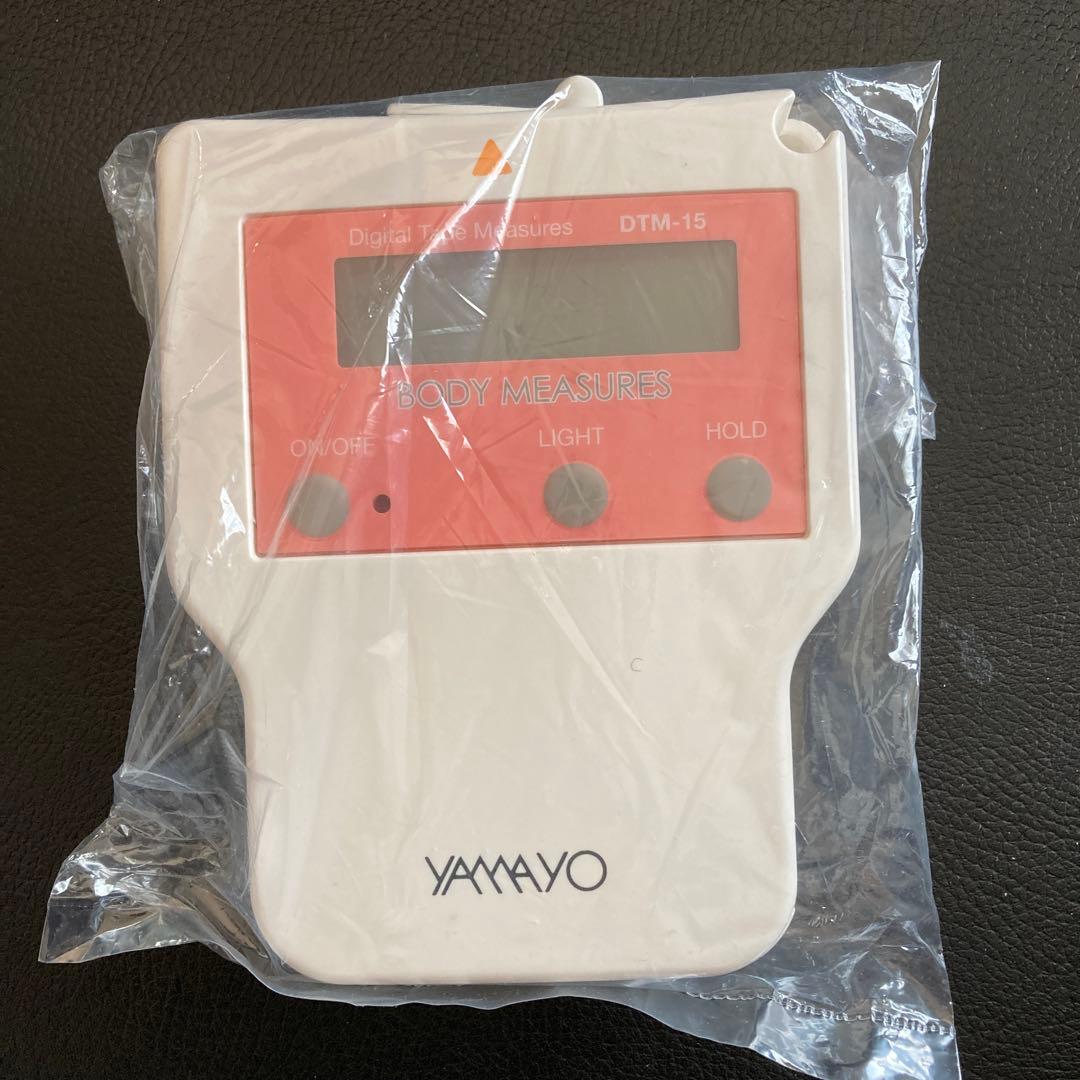 Digital Tape Measures DTM-15
BODY MEASURES
ON/OFF LIGHT HOLD
C
YAMAYO